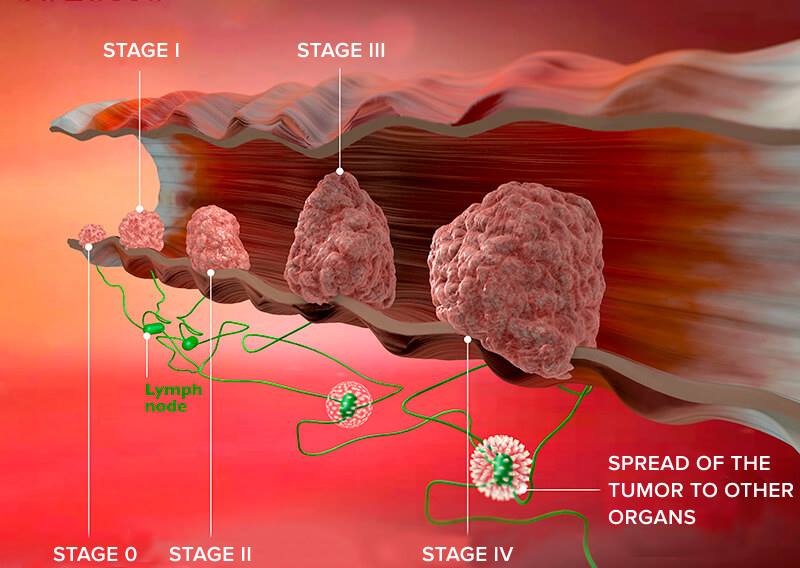 STAGE I
STAGE III
Lymph
node
SPREAD OF THE
TUMOR TO OTHER
ORGANS
STAGE 0
STAGE II
STAGE IV